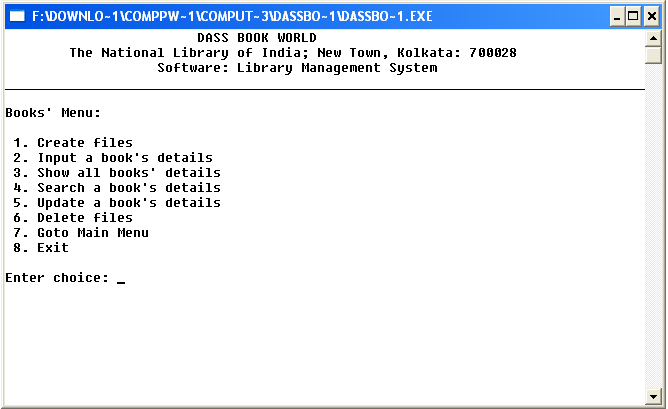 F:\DOWNLO~1\COMPPW~1\COMPUT~3\DASSBO~1\DASSBO~1.EXE
DASS BOOK WORLD
The National Library of India; New Town, Kolkata: 700028
Software: Library Management System
Books' Menu:
1. Create files
2. Input a book's details
3. Show all books' details
4. Search a book's details
5. Update a book's details
6. Delete files
7. Goto Main Menu
8. Exit
Enter choice: _